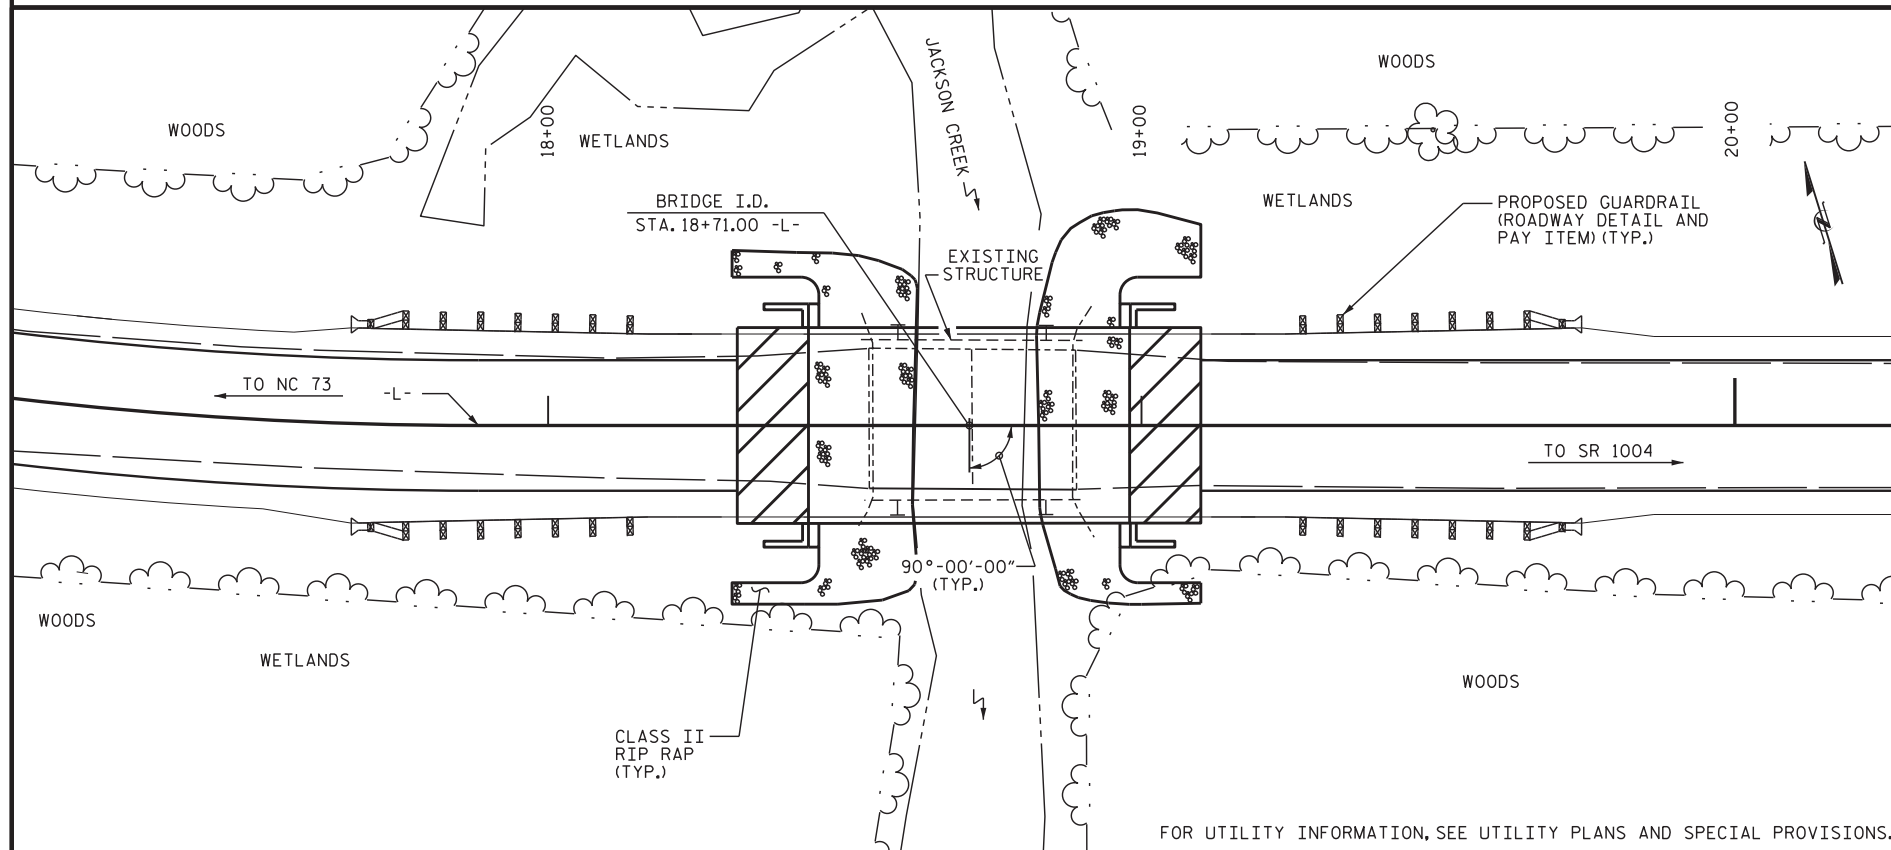 WOODS
JACKSON CREEK
WOODS
18+00
WETLANDS
19+00
20+00
WETLANDS
BRIDGE I.D.
STA. 18+71.00 -L-
PROPOSED GUARDRAIL
(ROADWAY DETAIL AND
PAY ITEM) (TYP.)
EXISTING
STRUCTURE
TO NC 73
-L-
TO SR 1004
90°-00'-00"
(TYP.)
WOODS
WETLANDS
WOODS
CLASS II
RIP RAP
(TYP.)
FOR UTILITY INFORMATION, SEE UTILITY PLANS AND SPECIAL PROVISIONS.